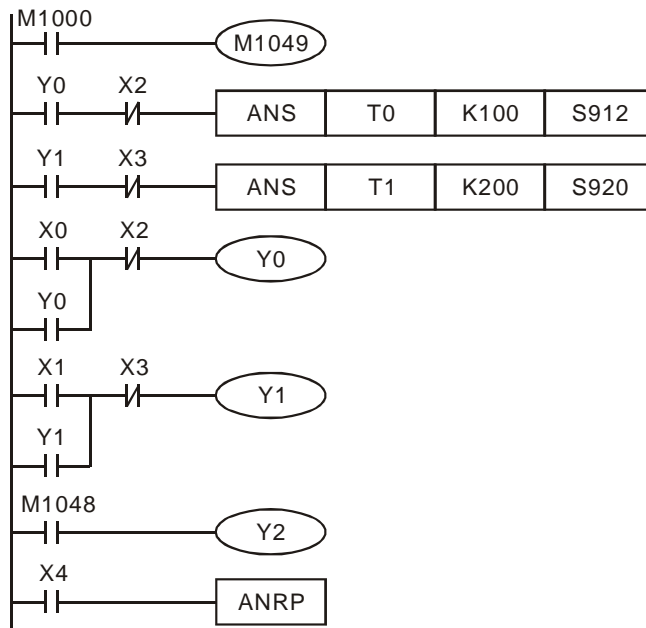 M1000
M1049
Y0 X2
ANS T0 K100 S912
Y1 X3
ANS T1 K200 S920
X0 X2
Y0
Y0
X1 X3
Y1
Y1
M1048
Y2
X4
ANRP